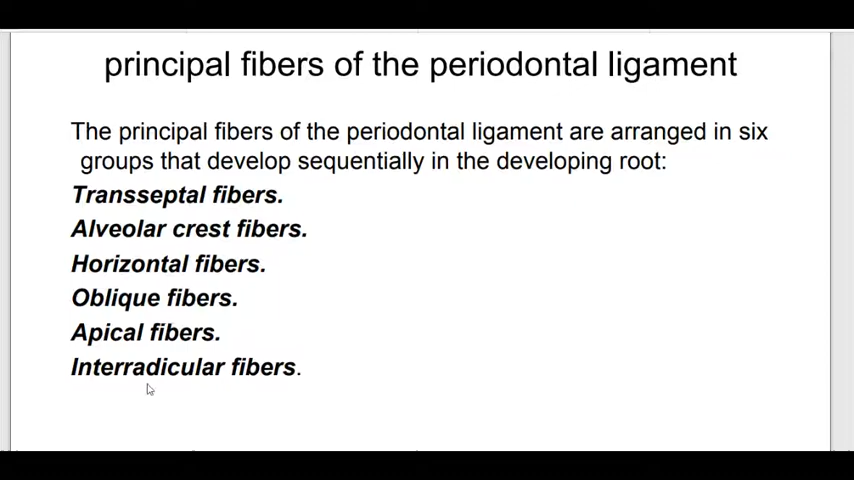 principal fibers of the periodontal ligament
The principal fibers of the periodontal ligament are arranged in six
groups that develop sequentially in the developing root:
Transseptal fibers.
Alveolar crest fibers.
Horizontal fibers.
Oblique fibers.
Apical fibers.
Interradicular fibers.